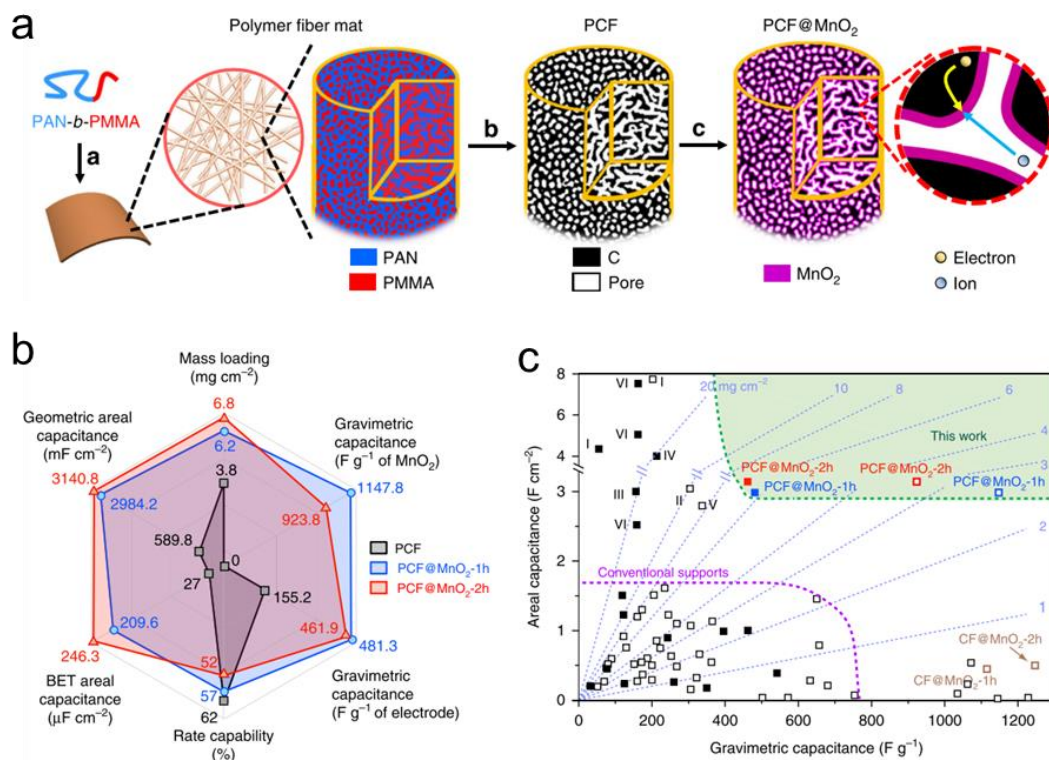 a
Polymer fiber mat
PCF
PCF@MnO₂
PAN-b-PMMA
a
b
c
PAN
PMMA
C
Pore
MnO₂
Electron
Ion
b
Mass loading
(mg cm⁻²)
6.8
6.2
3.8
Gravimetric
capacitance
(F g⁻¹ of MnO₂)
1147.8
923.8
0
Geometric areal
capacitance
(mF cm⁻²)
3140.8
2984.2
589.8
27
155.2
PCF
PCF@MnO₂-1h
PCF@MnO₂-2h
209.6
246.3
BET areal
capacitance
(μF cm⁻²)
52
57
62
Rate capability
(%)
461.9
481.3
Gravimetric
capacitance
(F g⁻¹ of electrode)
c
Areal capacitance (F cm⁻²)
8
6
4
3
2
1
0
VI
I
20 mg cm⁻²
10
8
6
4
3
2
1
This work
I
VI
IV
III
II
V
VI
PCF@MnO₂-2h
PCF@MnO₂-2h
PCF@MnO₂-1h
PCF@MnO₂-1h
Conventional supports
CF@MnO₂-2h
CF@MnO₂-1h
0 200 400 600 800 1000 1200
Gravimetric capacitance (F g⁻¹)